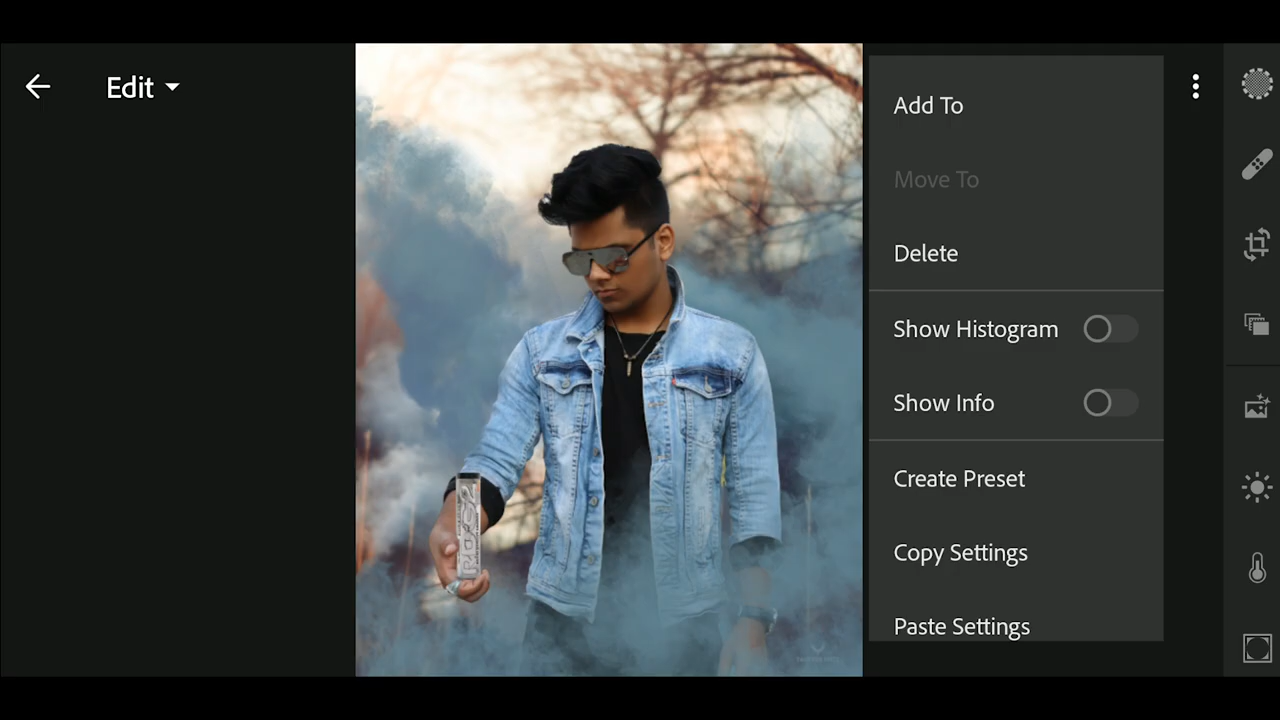 Edit
Add To
Move To
Delete
Show Histogram
Show Info
Create Preset
Copy Settings
Paste Settings